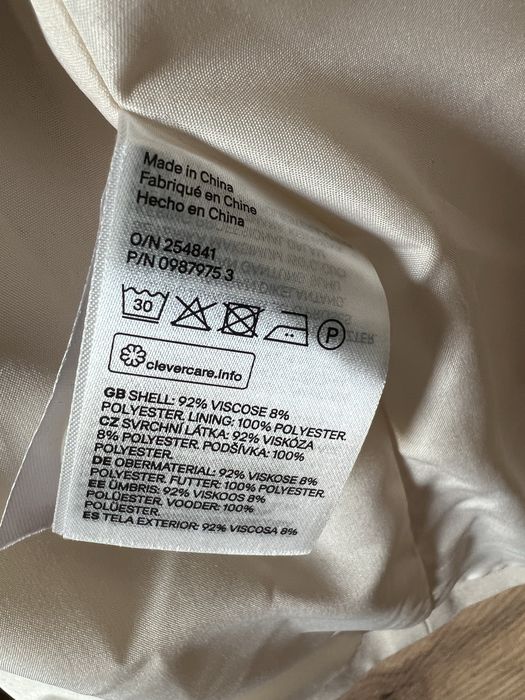 Made in China
Fabriqué en Chine
Hecho en China
O/N 254841
P/N 0987975 3
30
P
clevercare.info
GB SHELL: 92% VISCOSE 8%
POLYESTER. LINING: 100% POLYESTER.
CZ SVRCHNÍ LÁTKA: 92% VISKÓZA
8% POLYESTER. PODŠÍVKA: 100%
POLYESTER.
DE OBERMATERIAL: 92% VISKOSE 8%
POLYESTER. FUTTER: 100% POLYESTER.
EE ÜMBRIS: 92% VISKOOS 8%
POLÜESTER. VOODER: 100%
POLÜESTER.
ES TELA EXTERIOR: 92% VISCOSA 8%